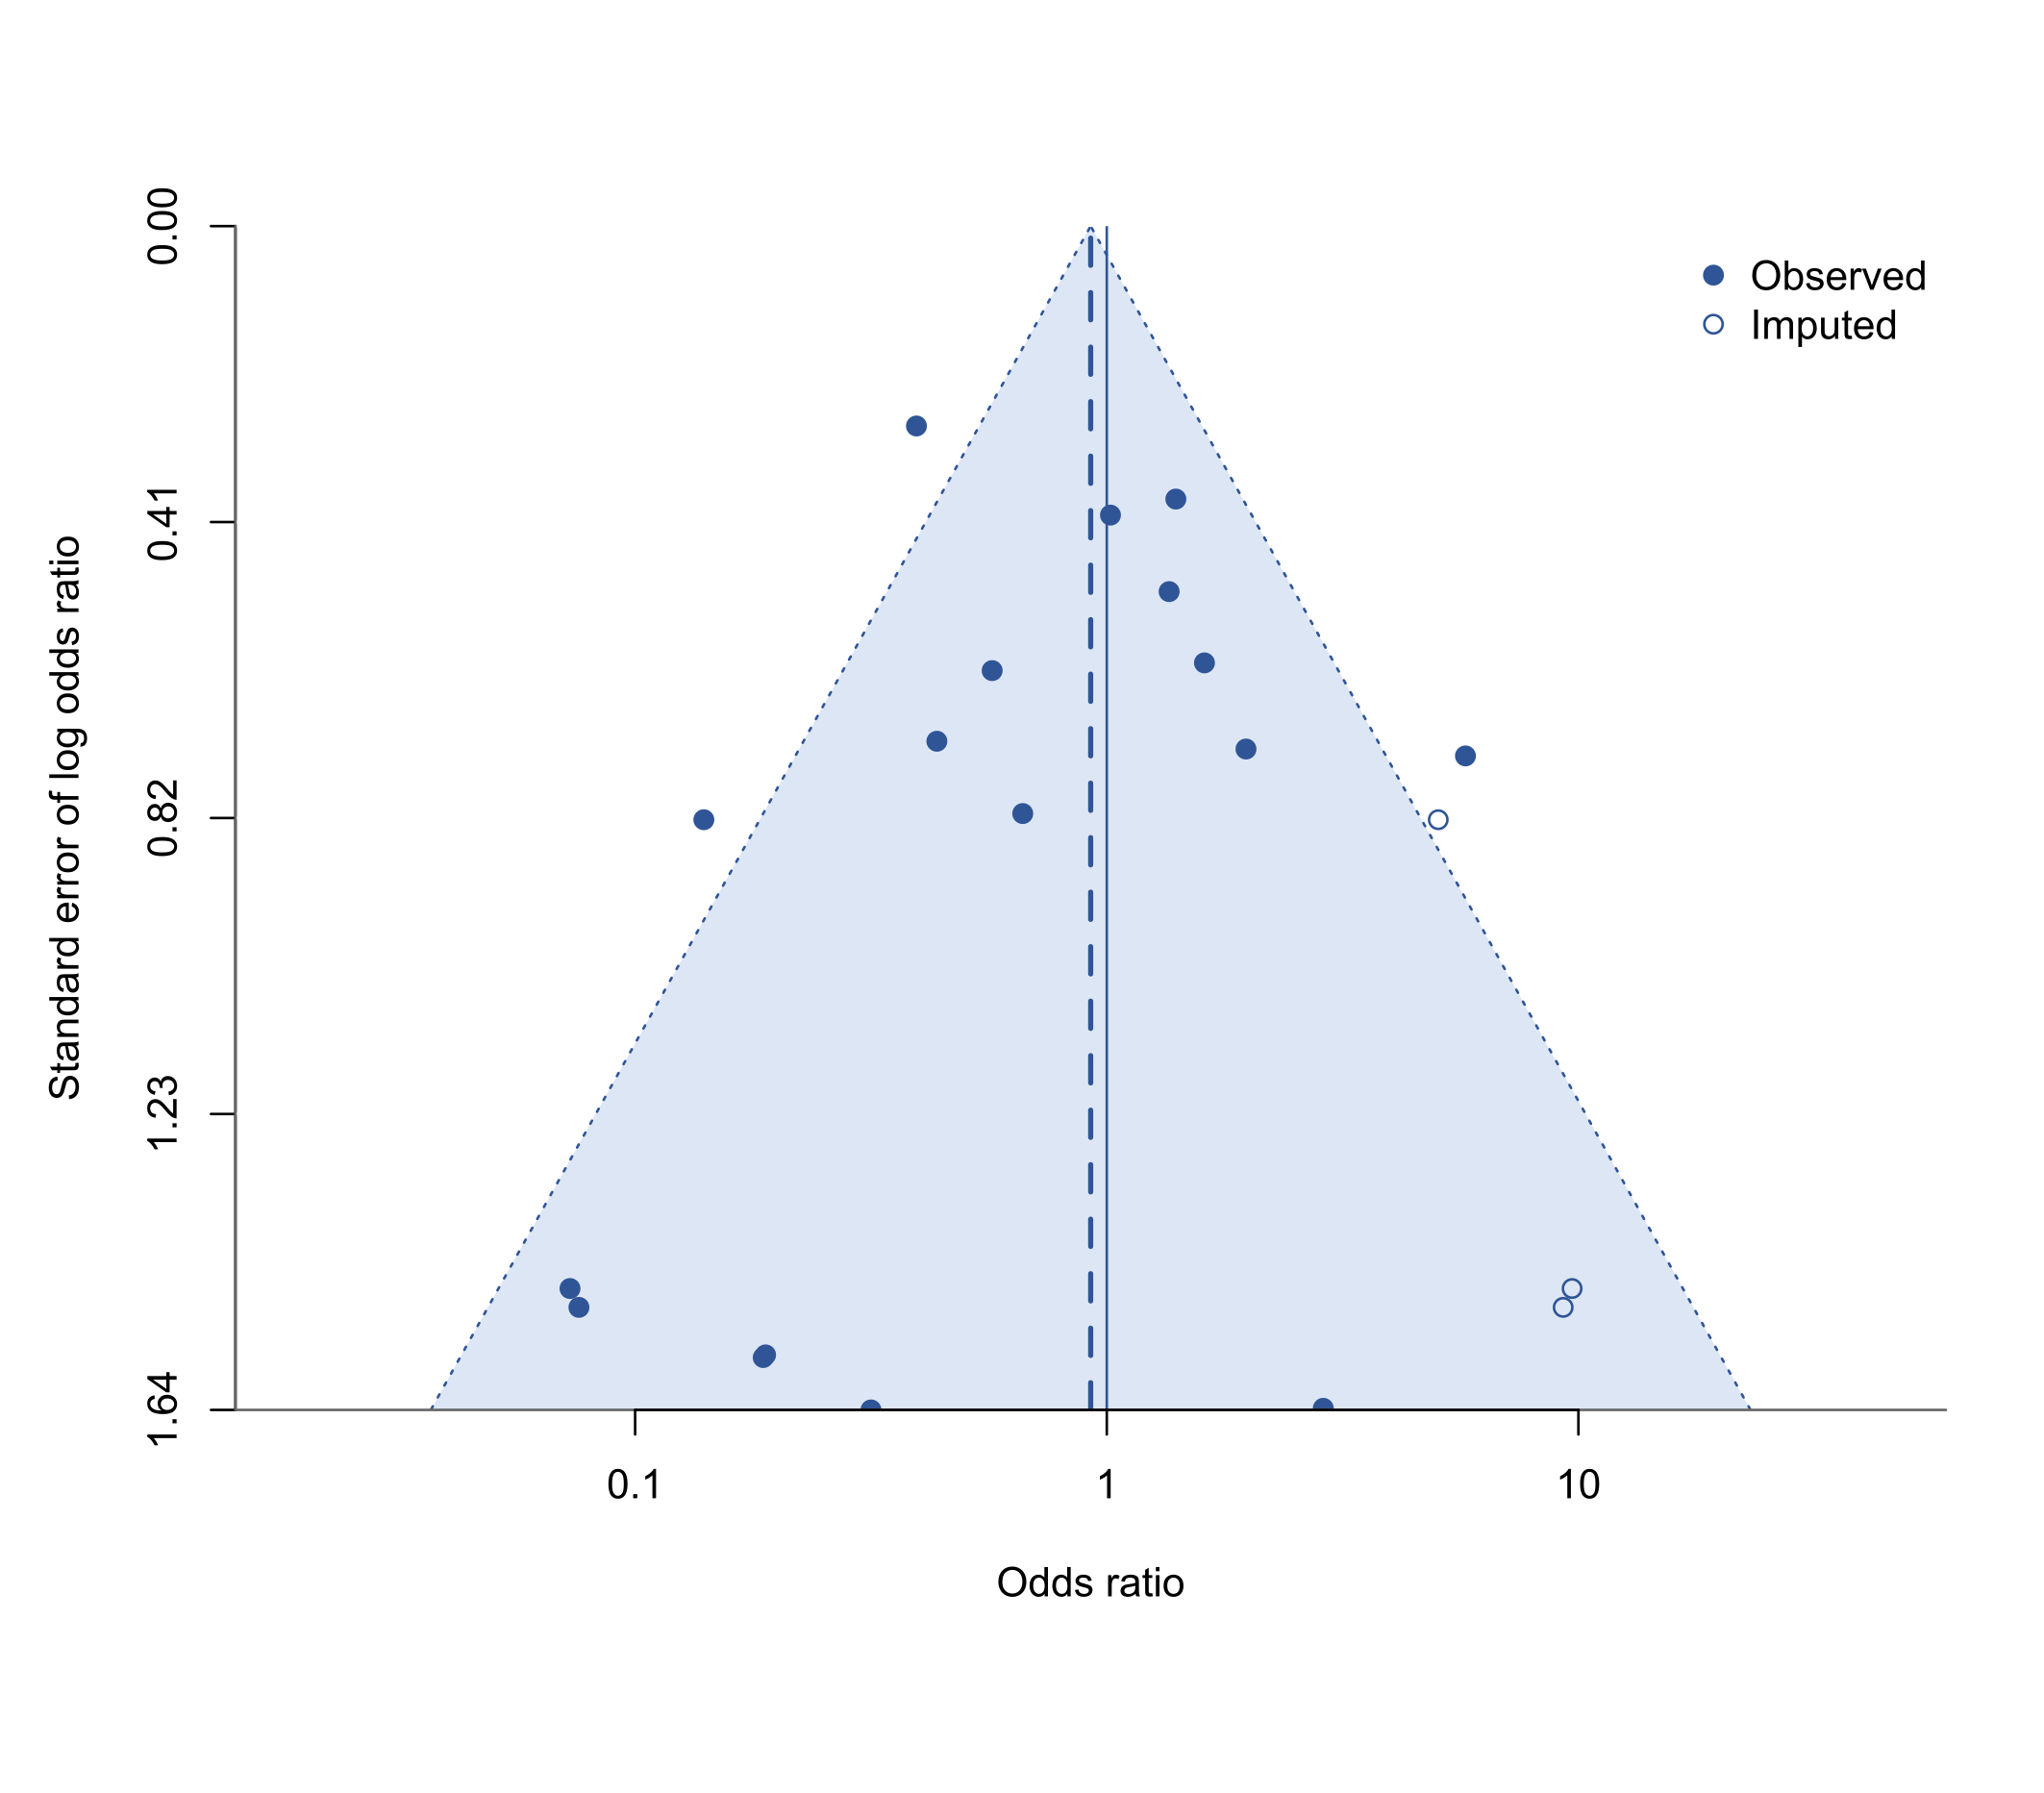 Observed
Imputed
Standard error of log odds ratio
0.00
0.41
0.82
1.23
1.64
0.1
1
10
Odds ratio